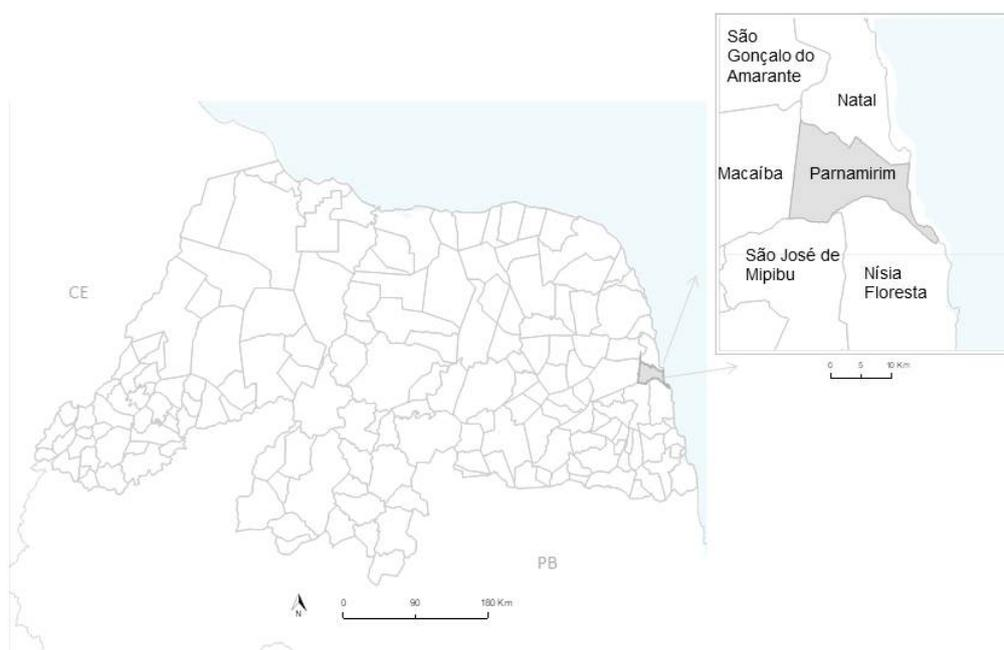 São
Gonçalo do
Amarante
Natal
Macaíba
Parnamirim
São José de
Mipibu
Nísia
Floresta
0 5 10 Km
CE
PB
N
0 90 180 Km